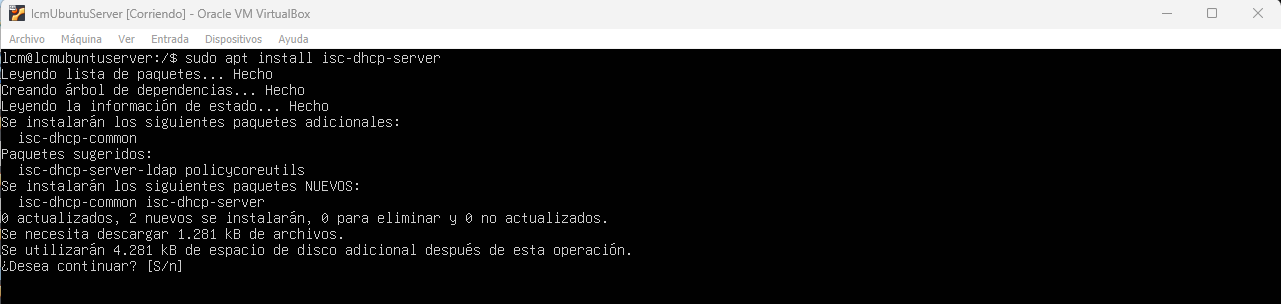 lcmUbuntuServer [Corriendo] - Oracle VM VirtualBox
Archivo Máquina Ver Entrada Dispositivos Ayuda
lcm@lcmubuntuserver:/$ sudo apt install isc-dhcp-server
Leyendo lista de paquetes... Hecho
Creando árbol de dependencias... Hecho
Leyendo la información de estado... Hecho
Se instalarán los siguientes paquetes adicionales:
  isc-dhcp-common
Paquetes sugeridos:
  isc-dhcp-server-ldap policycoreutils
Se instalarán los siguientes paquetes NUEVOS:
  isc-dhcp-common isc-dhcp-server
0 actualizados, 2 nuevos se instalarán, 0 para eliminar y 0 no actualizados.
Se necesita descargar 1.281 kB de archivos.
Se utilizarán 4.281 kB de espacio de disco adicional después de esta operación.
¿Desea continuar? [S/n]